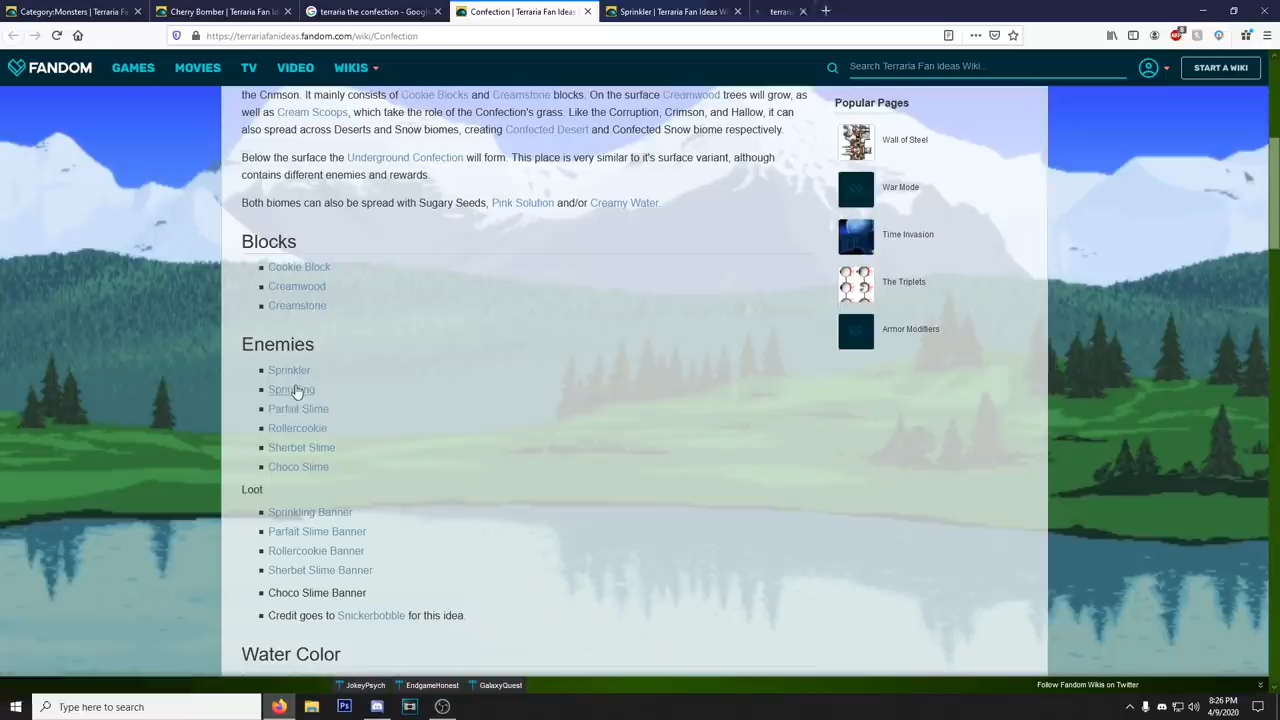 Category:Monsters | Terraria Fa
Cherry Bomber | Terraria Fan Id
terraria the confection - Google
Confection | Terraria Fan Ideas
Sprinkler | Terraria Fan Ideas W
terrari
https://terrariafanideas.fandom.com/wiki/Confection
FANDOM
GAMES
MOVIES
TV
VIDEO
WIKIS
Search Terraria Fan Ideas Wiki...
START A WIKI
the Crimson. It mainly consists of Cookie Blocks and Creamstone blocks. On the surface Creamwood trees will grow, as
well as Cream Scoops, which take the role of the Confection's grass. Like the Corruption, Crimson, and Hallow, it can
also spread across Deserts and Snow biomes, creating Confected Desert and Confected Snow biome respectively.
Below the surface the Underground Confection will form. This place is very similar to it's surface variant, although
contains different enemies and rewards.
Both biomes can also be spread with Sugary Seeds, Pink Solution and/or Creamy Water.
Blocks
Cookie Block
Creamwood
Creamstone
Enemies
Sprinkler
Sprinkling
Parfait Slime
Rollercookie
Sherbet Slime
Choco Slime
Loot
Sprinkling Banner
Parfait Slime Banner
Rollercookie Banner
Sherbet Slime Banner
Choco Slime Banner
Credit goes to Snickerbobble for this idea.
Water Color
Popular Pages
Wall of Steel
War Mode
Time Invasion
The Triplets
Armor Modifiers
JokeyPsych
EndgameHonest
GalaxyQuest
Follow Fandom Wikis on Twitter
Type here to search
8:26 PM
4/9/2020